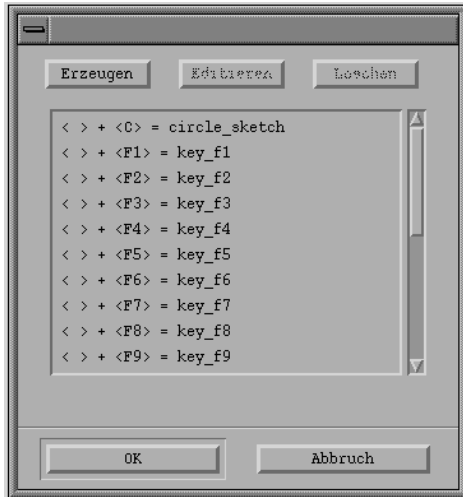 Erzeugen Editieren Loschen
< > + <C> = circle_sketch
< > + <F1> = key_f1
< > + <F2> = key_f2
< > + <F3> = key_f3
< > + <F4> = key_f4
< > + <F5> = key_f5
< > + <F6> = key_f6
< > + <F7> = key_f7
< > + <F8> = key_f8
< > + <F9> = key_f9
OK Abbruch